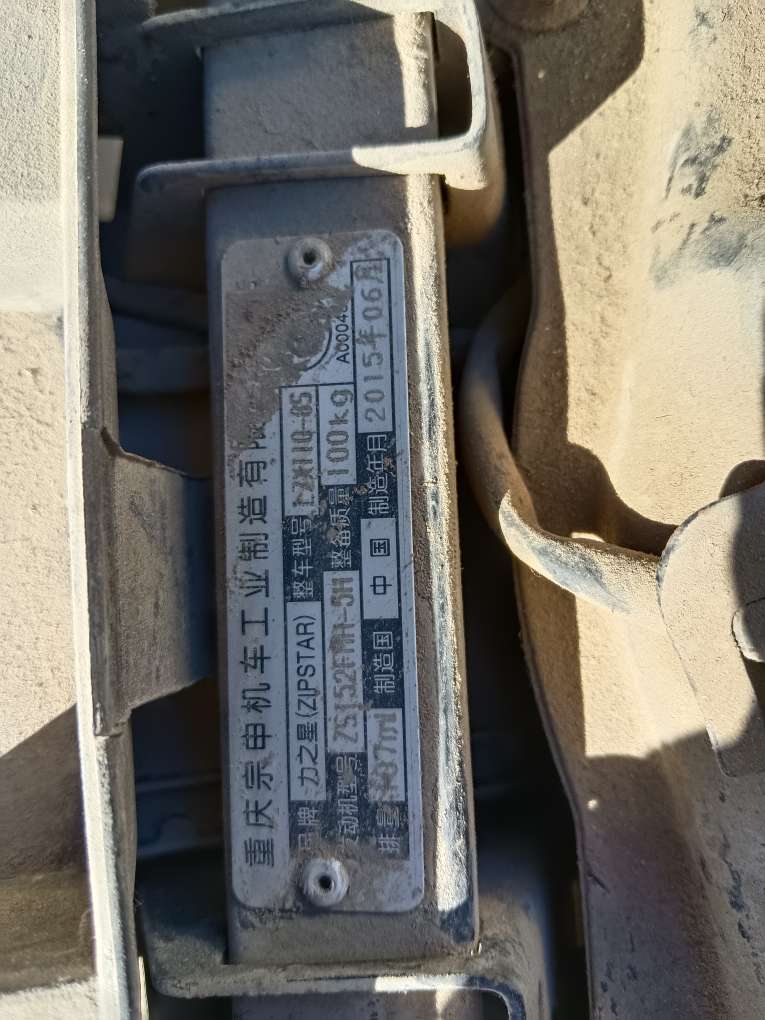 重庆宗申机车工业制造有限
品牌 力之星(ZIPSTAR) 整车型号 LZX110-8S
发动机型号 ZS152FMH-5H 整备质量 100kg
排量 107ml 制造国 中国 制造年月 2015年06月
A0004